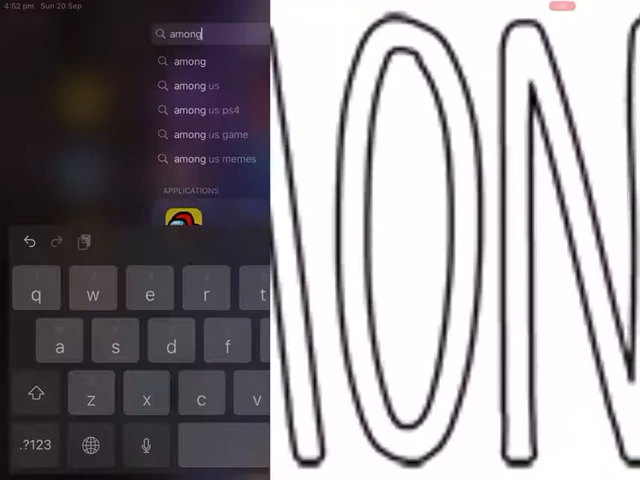 4:52 pm Sun 20 Sep
among
among
among us
among us ps4
among us game
among us memes
APPLICATIONS
q w e r t
a s d f
z x c v
.?123
ON